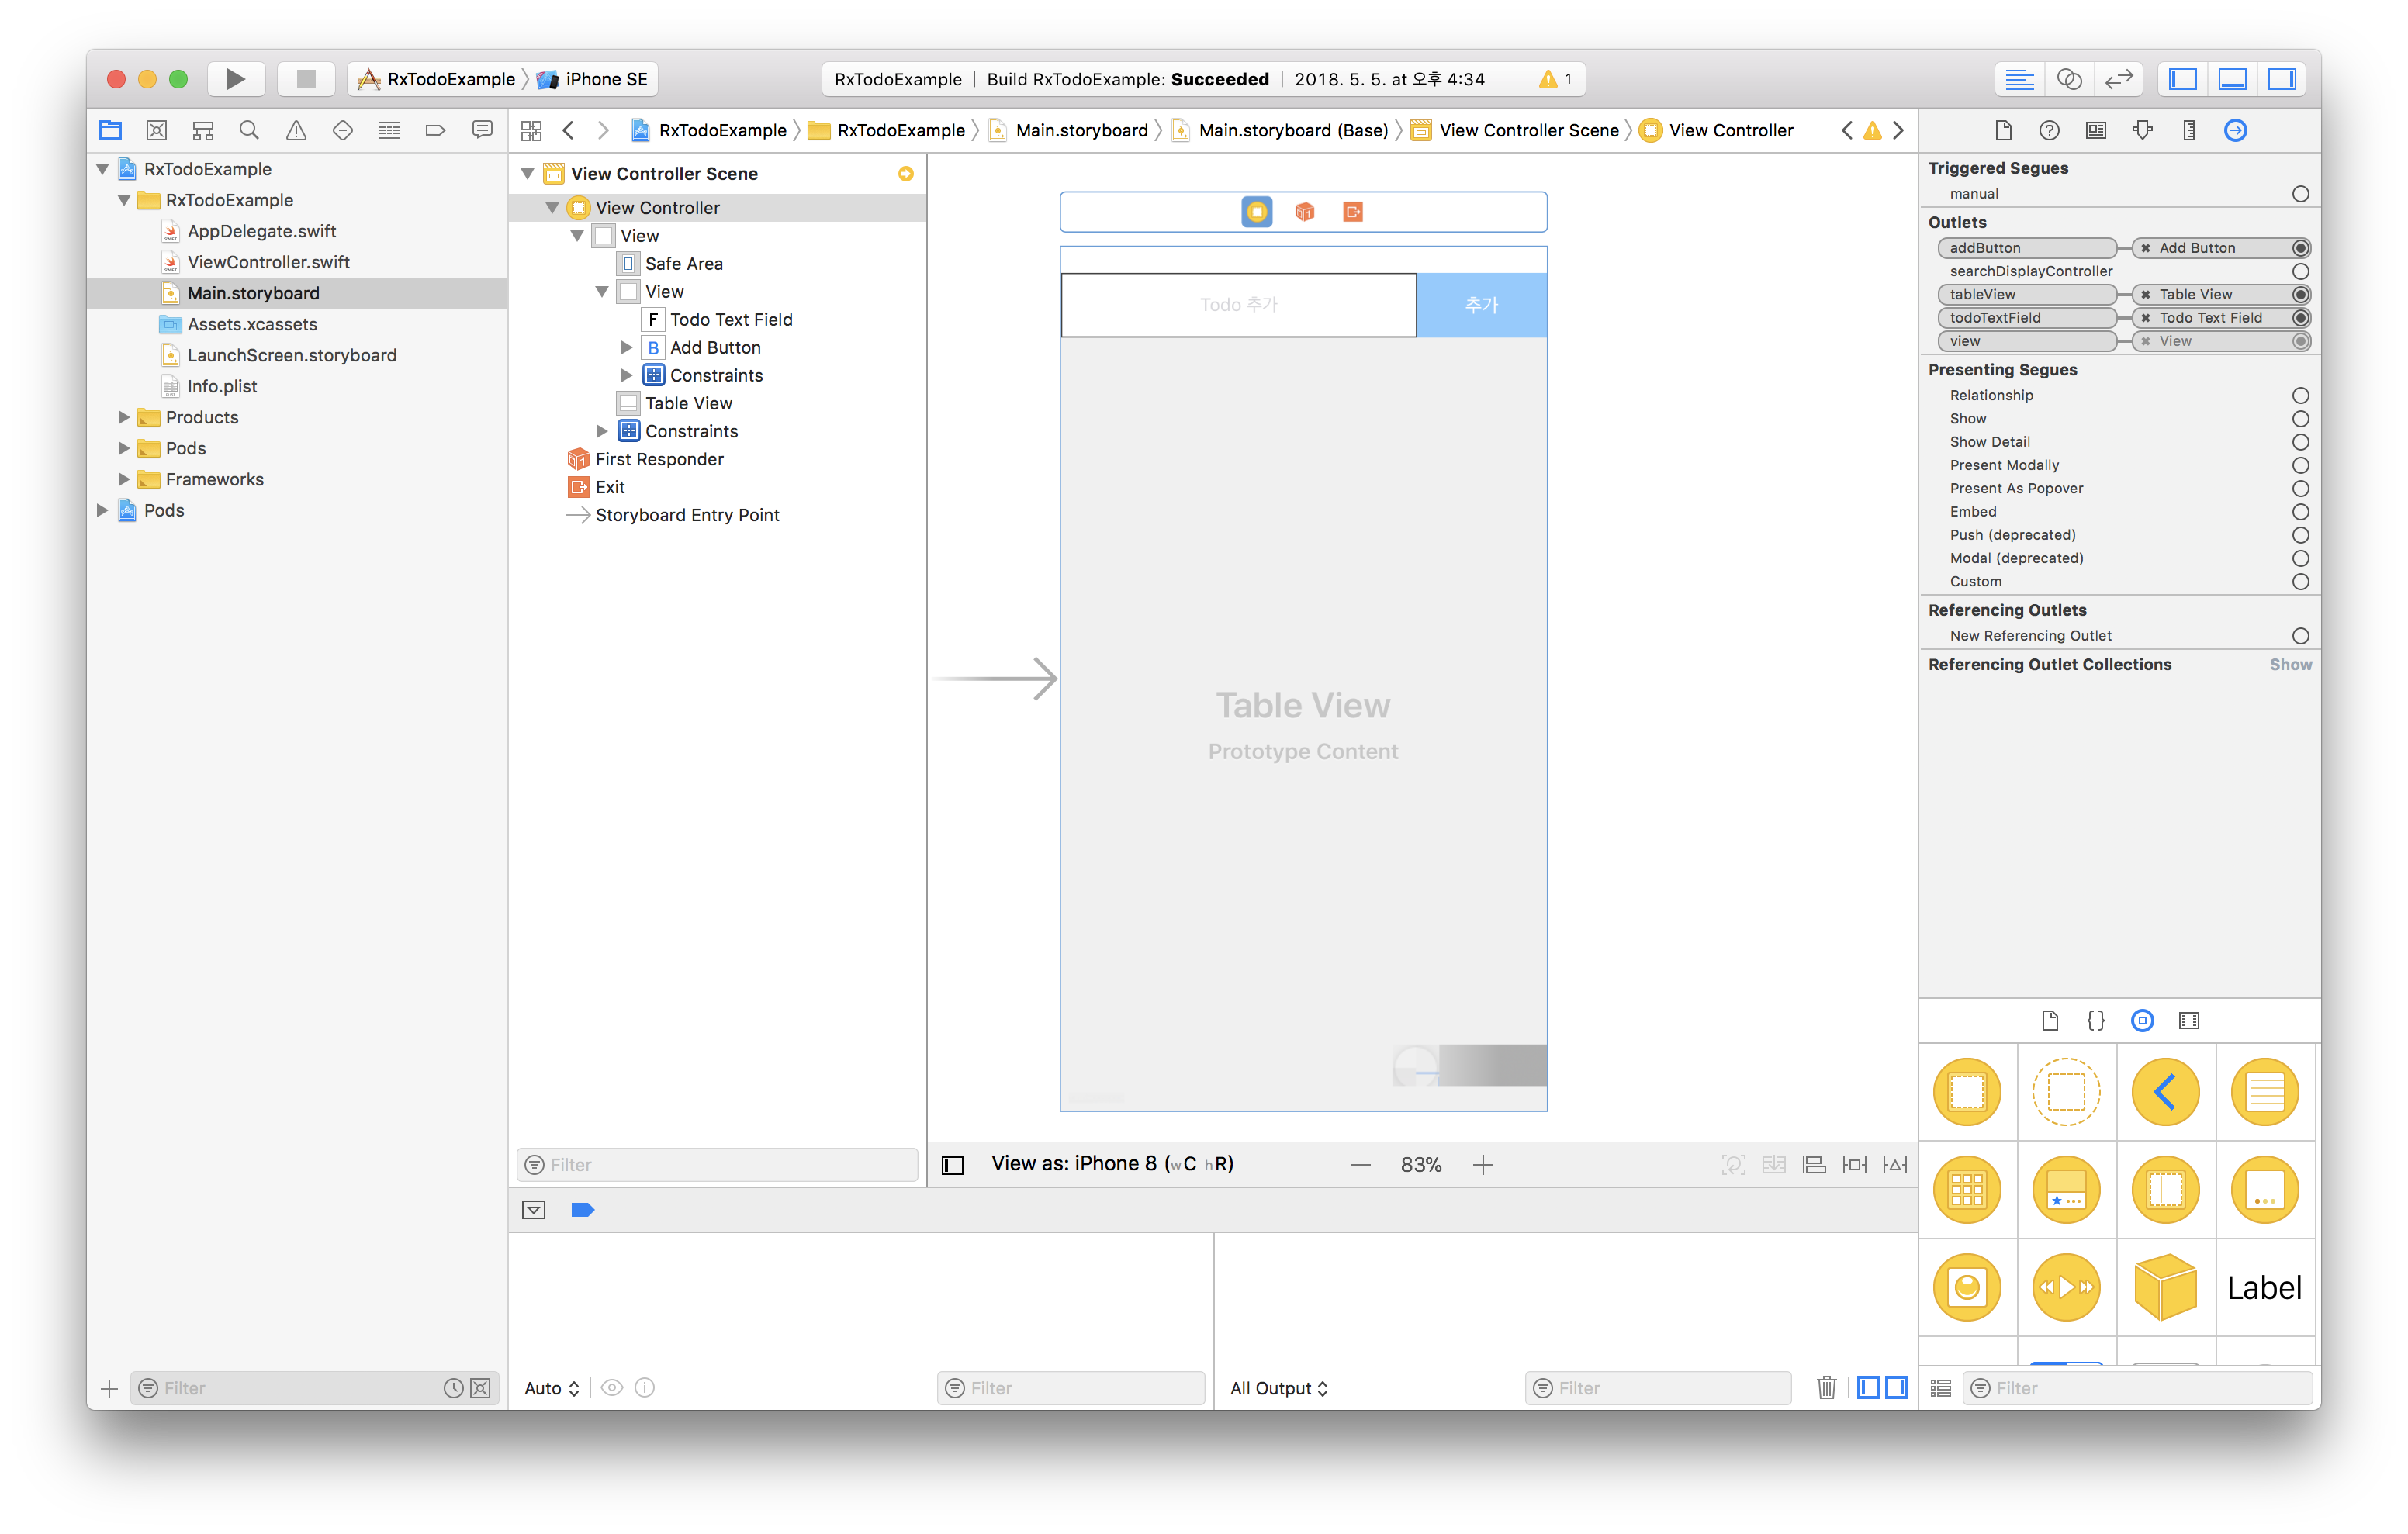 RxTodoExample iPhone SE
RxTodoExample Build RxTodoExample: Succeeded 2018. 5. 5. at 오후 4:34 1
RxTodoExample
RxTodoExample
AppDelegate.swift
ViewController.swift
Main.storyboard
Assets.xcassets
LaunchScreen.storyboard
Info.plist
Products
Pods
Frameworks
Pods
Filter
RxTodoExample RxTodoExample Main.storyboard Main.storyboard (Base) View Controller Scene View Controller
View Controller Scene
View Controller
View
Safe Area
View
F Todo Text Field
B Add Button
Constraints
Table View
Constraints
First Responder
Exit
Storyboard Entry Point
Filter
Todo 추가 추가
Table View
Prototype Content
View as: iPhone 8 (wC hR) 83%
Auto Filter
All Output Filter
Triggered Segues
manual
Outlets
addButton Add Button
searchDisplayController
tableView Table View
todoTextField Todo Text Field
view View
Presenting Segues
Relationship
Show
Show Detail
Present Modally
Present As Popover
Embed
Push (deprecated)
Modal (deprecated)
Custom
Referencing Outlets
New Referencing Outlet
Referencing Outlet Collections Show
{}
Label
Filter